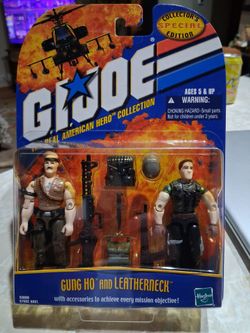 COLLECTOR'S
SPECIAL
EDITION
GI JOE
REAL AMERICAN HERO COLLECTION
AGES 5 & UP
WARNING:
CHOKING HAZARD-Small parts.
Not for children under 3 years.
GUNG HO AND LEATHERNECK
with accessories to achieve every mission objective!
Hasbro